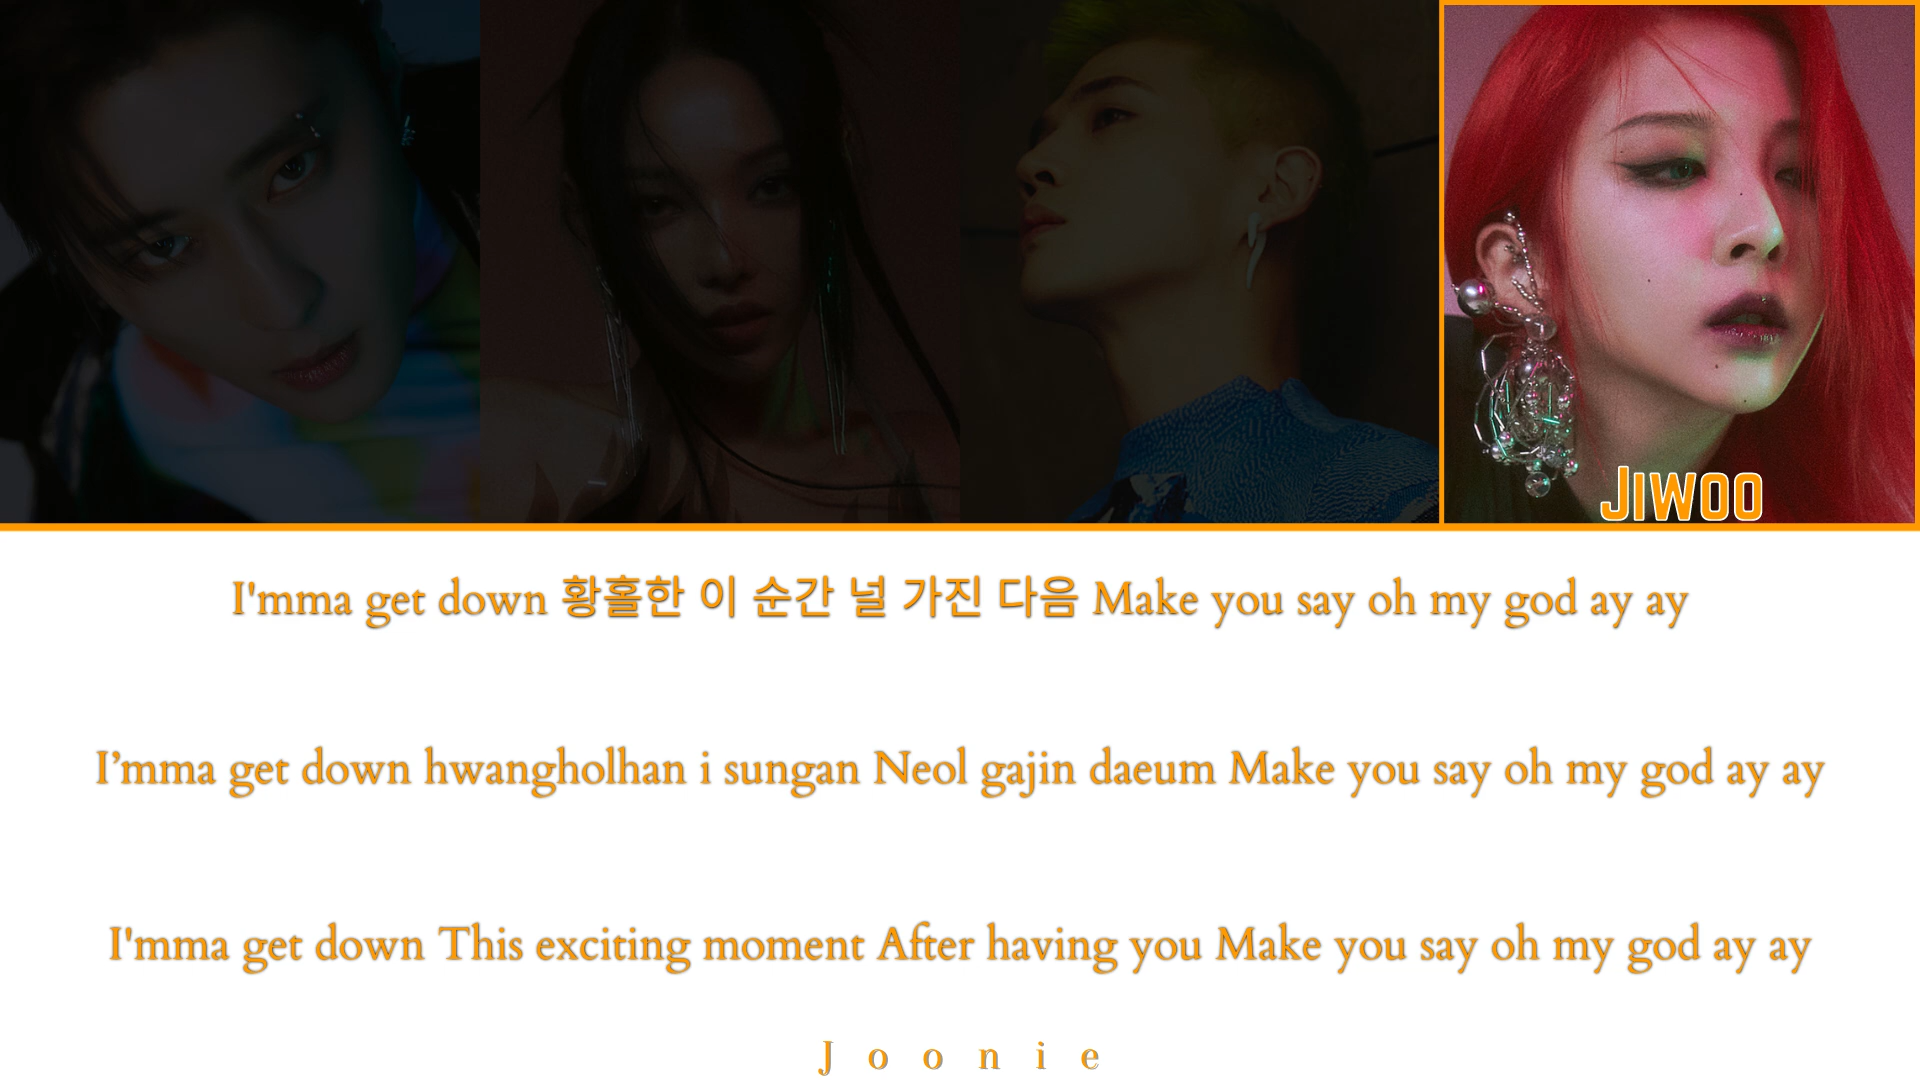 JIWOO
I'mma get down 황홀한 이 순간 널 가진 다음 Make you say oh my god ay ay
I’mma get down hwangholhan i sungan Neol gajin daeum Make you say oh my god ay ay
I'mma get down This exciting moment After having you Make you say oh my god ay ay
J o o n i e